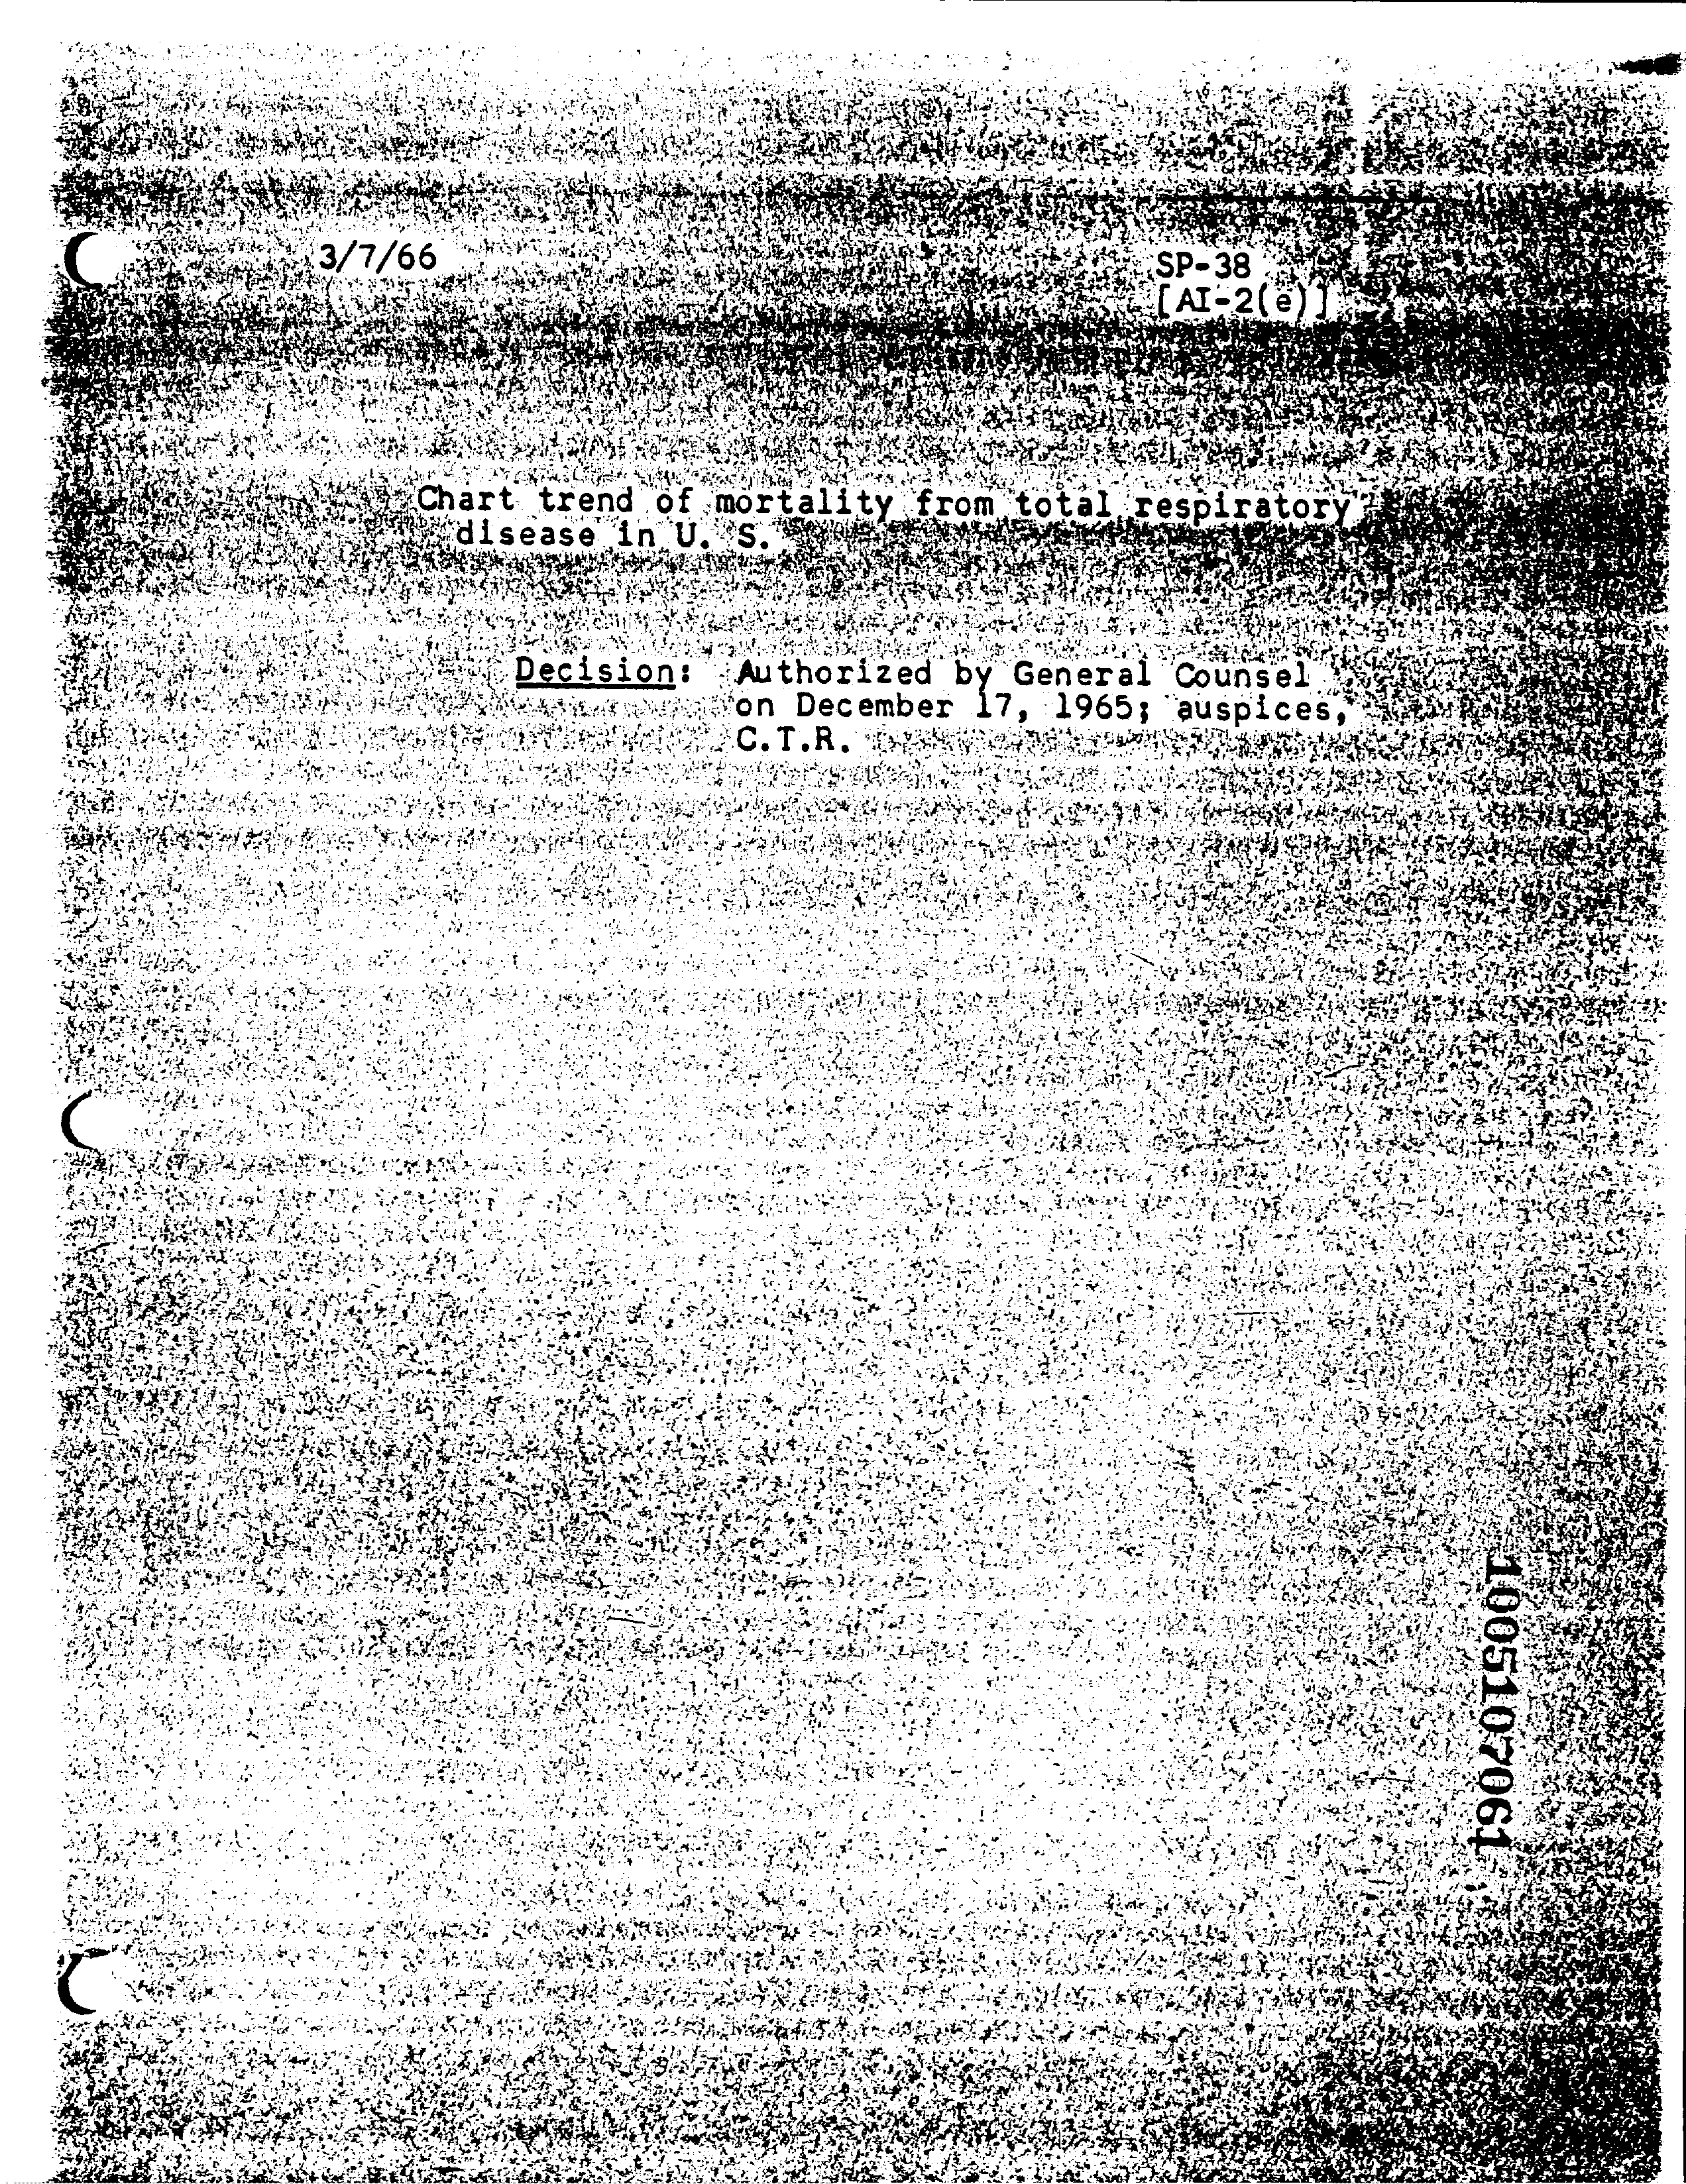 3/7/66
SP-38
[AI-2(e)]
Chart trend of mortality from total respiratory
disease in U. S.
Decision: Authorized by General Counsel
on December 17, 1965; auspices,
C.T.R.
1005107061